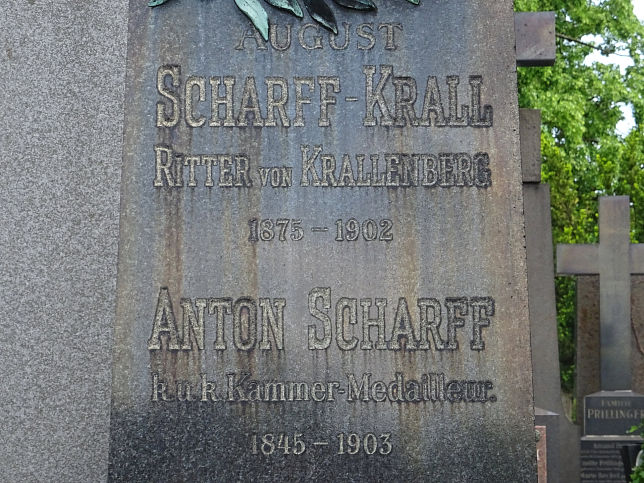 AUGUST
SCHARFF-KRALL
RITTER VON KRALLENBERG
1875 – 1902
ANTON SCHARFF
k. u. k. Kammer-Medailleur.
1845 – 1903
FAMILIE
PRILLINGER